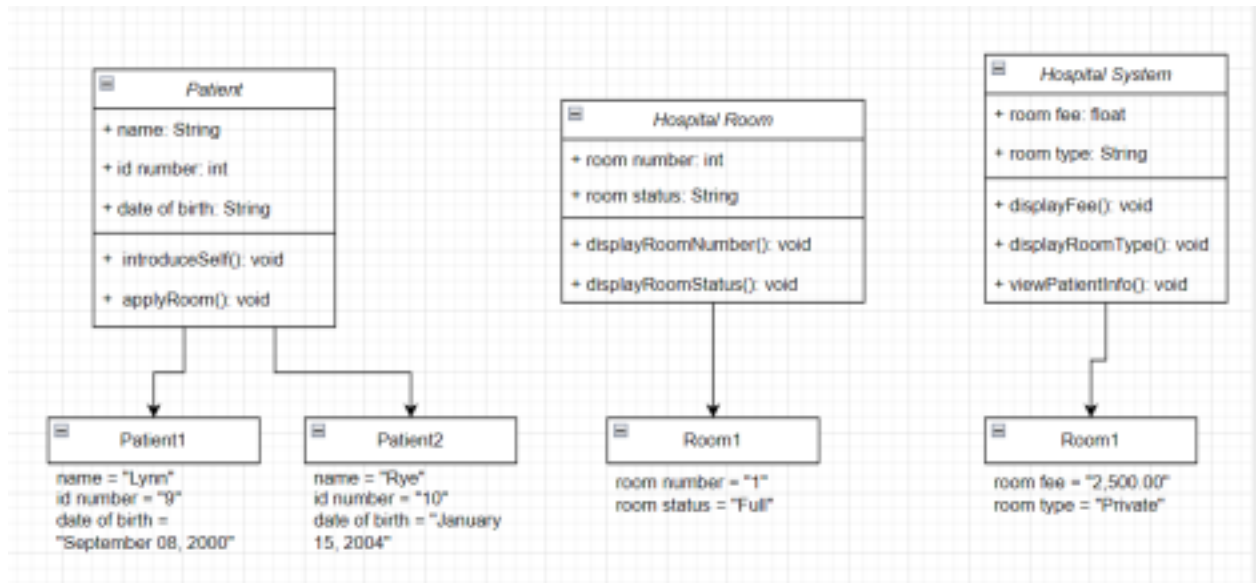 Patient
+ name: String
+ id number: int
+ date of birth: String
+ introduceSelf(): void
+ applyRoom(): void
Hospital Room
+ room number: int
+ room status: String
+ displayRoomNumber(): void
+ displayRoomStatus(): void
Hospital System
+ room fee: float
+ room type: String
+ displayFee(): void
+ displayRoomType(): void
+ viewPatientInfo(): void
Patient1
name = "Lynn"
id number = "9"
date of birth =
"September 08, 2000"
Patient2
name = "Rye"
id number = "10"
date of birth = "January
15, 2004"
Room1
room number = "1"
room status = "Full"
Room1
room fee = "2,500.00"
room type = "Private"